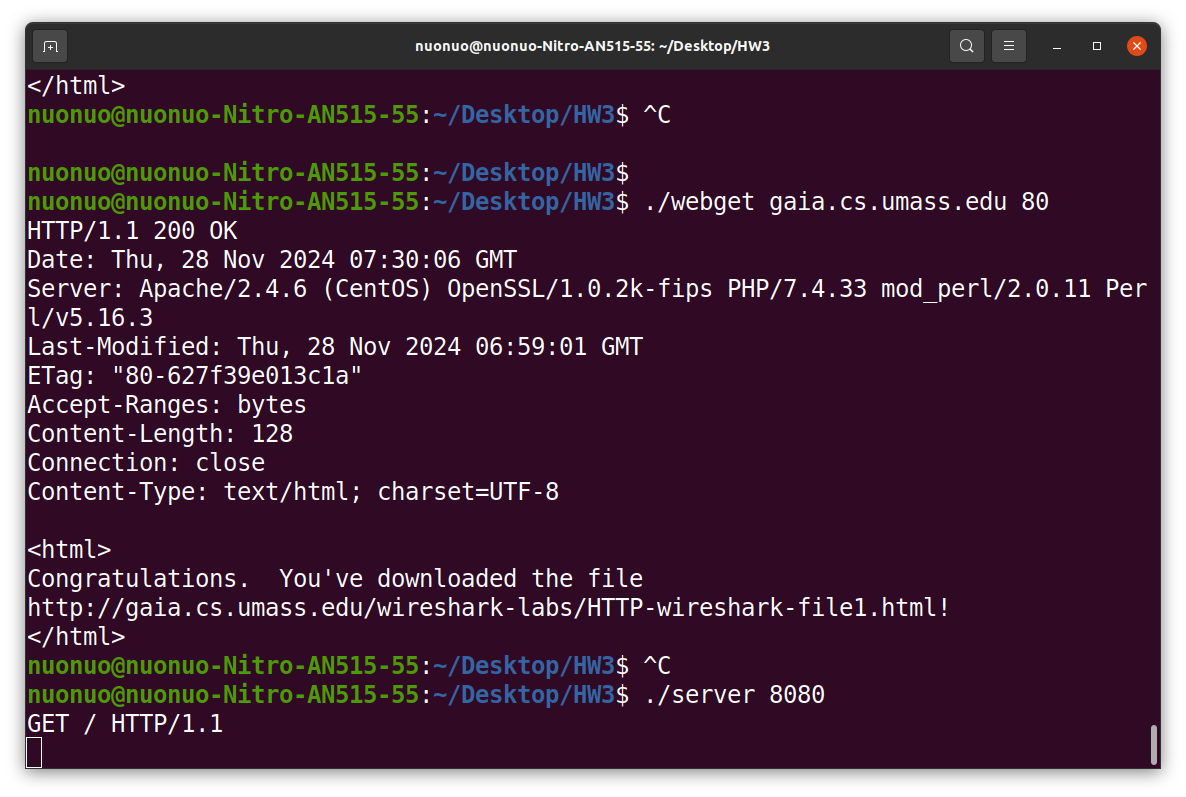 nuonuo@nuonuo-Nitro-AN515-55: ~/Desktop/HW3
</html>
nuonuo@nuonuo-Nitro-AN515-55:~/Desktop/HW3$ ^C
nuonuo@nuonuo-Nitro-AN515-55:~/Desktop/HW3$
nuonuo@nuonuo-Nitro-AN515-55:~/Desktop/HW3$ ./webget gaia.cs.umass.edu 80
HTTP/1.1 200 OK
Date: Thu, 28 Nov 2024 07:30:06 GMT
Server: Apache/2.4.6 (CentOS) OpenSSL/1.0.2k-fips PHP/7.4.33 mod_perl/2.0.11 Per
l/v5.16.3
Last-Modified: Thu, 28 Nov 2024 06:59:01 GMT
ETag: "80-627f39e013c1a"
Accept-Ranges: bytes
Content-Length: 128
Connection: close
Content-Type: text/html; charset=UTF-8
<html>
Congratulations.  You've downloaded the file
http://gaia.cs.umass.edu/wireshark-labs/HTTP-wireshark-file1.html!
</html>
nuonuo@nuonuo-Nitro-AN515-55:~/Desktop/HW3$ ^C
nuonuo@nuonuo-Nitro-AN515-55:~/Desktop/HW3$ ./server 8080
GET / HTTP/1.1